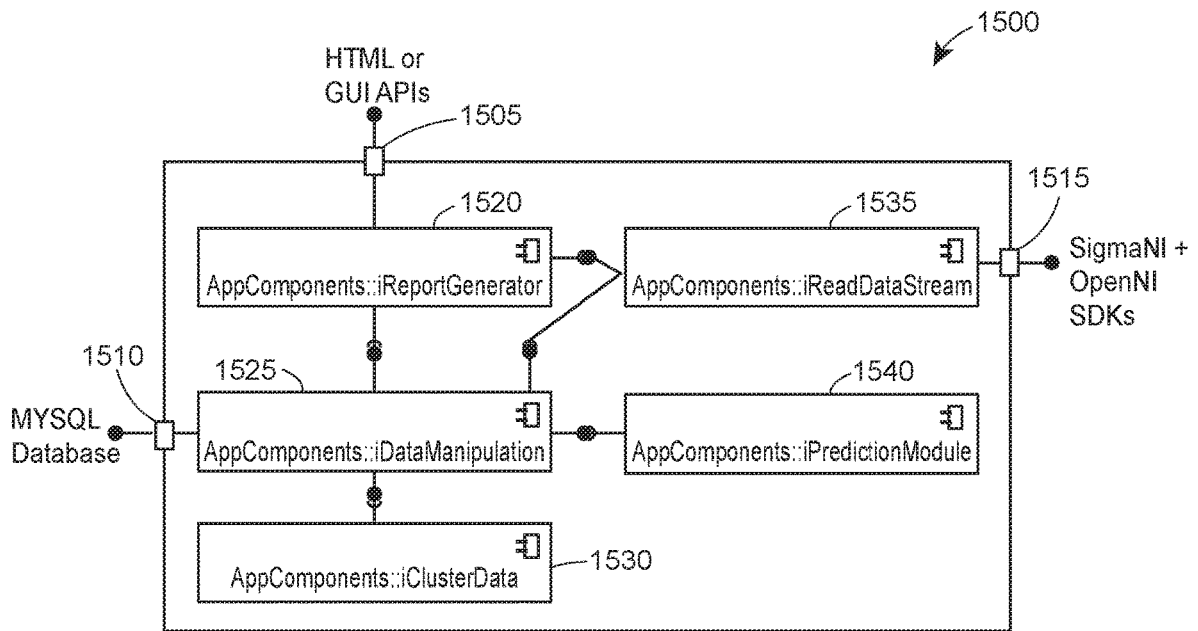 1500
HTML or
GUI APIs
1505
1520
1535
1515
AppComponents::iReportGenerator
AppComponents::iReadDataStream
SigmaNI +
OpenNI
SDKs
1510
1525
1540
MYSQL
Database
AppComponents::iDataManipulation
AppComponents::iPredictionModule
AppComponents::iClusterData
1530